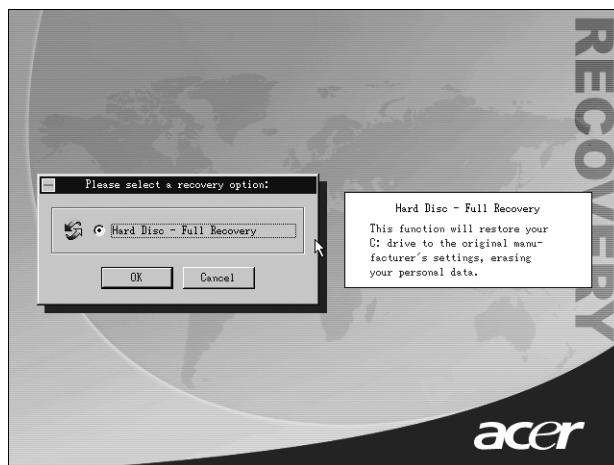 RECOVERY
Please select a recovery option:
Hard Disc - Full Recovery
OK
Cancel
Hard Disc - Full Recovery
This function will restore your
C: drive to the original manu-
facturer's settings, erasing
your personal data.
acer